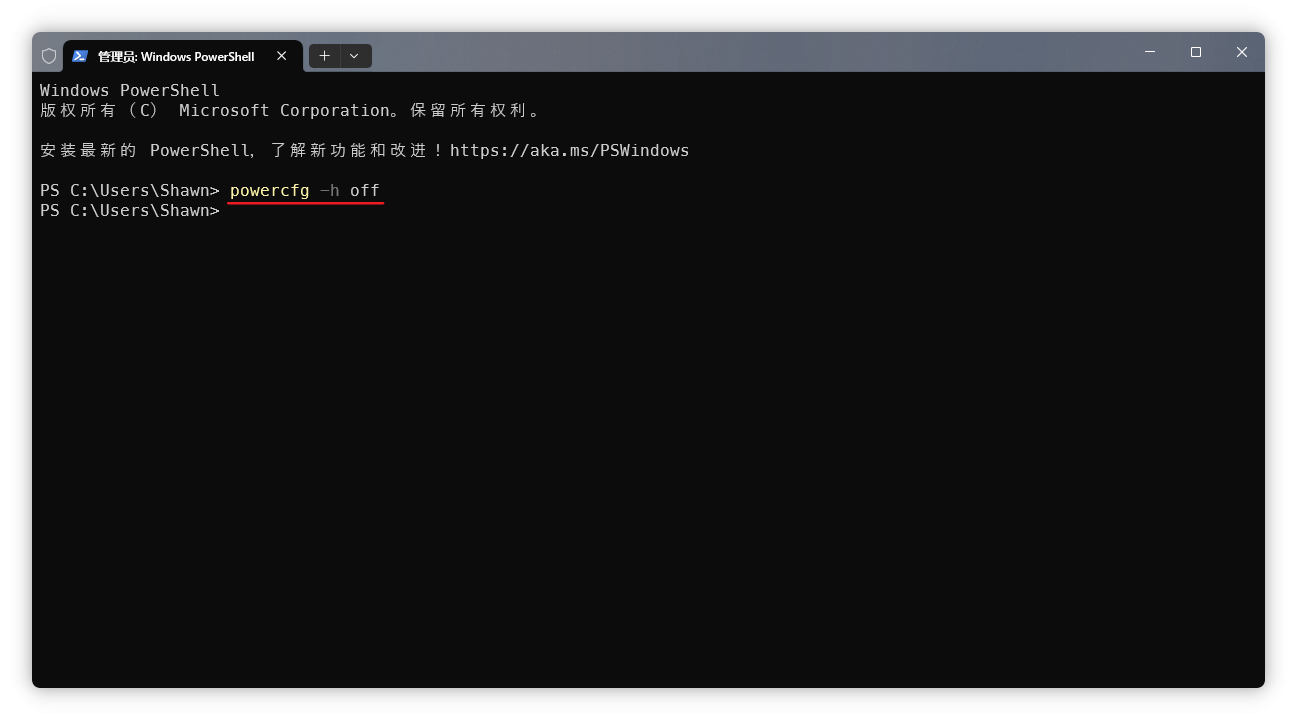 管理员: Windows PowerShell
Windows PowerShell
版权所有（C） Microsoft Corporation。保留所有权利。
安装最新的 PowerShell，了解新功能和改进！https://aka.ms/PSWindows
PS C:\Users\Shawn> powercfg -h off
PS C:\Users\Shawn>